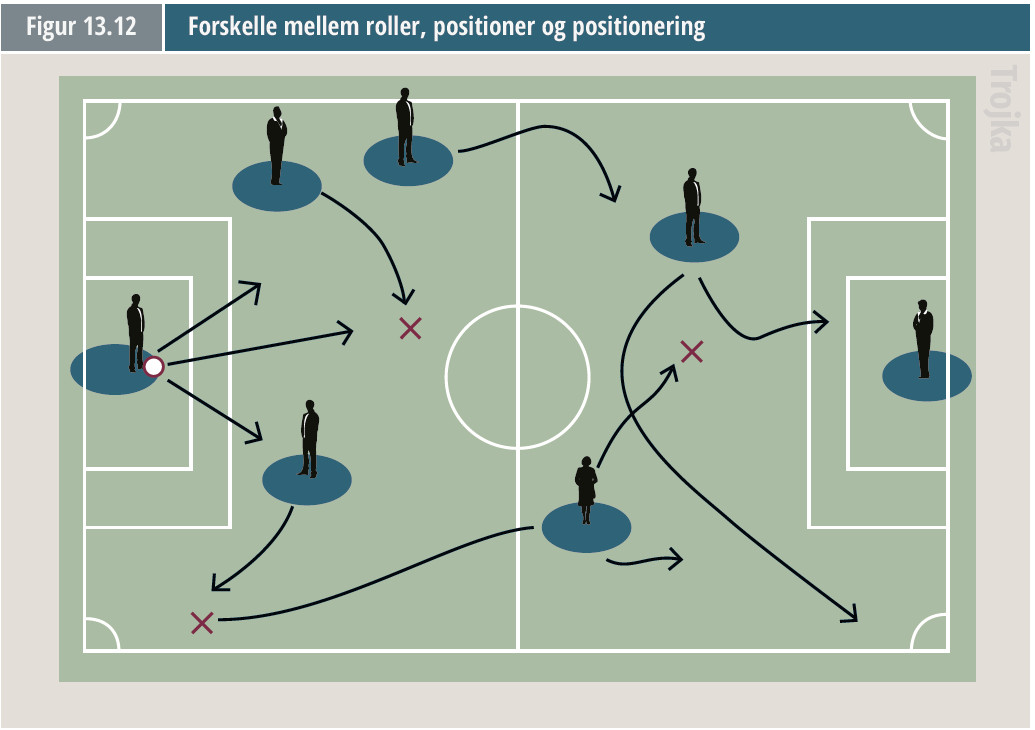 Figur 13.12
Forskelle mellem roller, positioner og positionering
Trojka